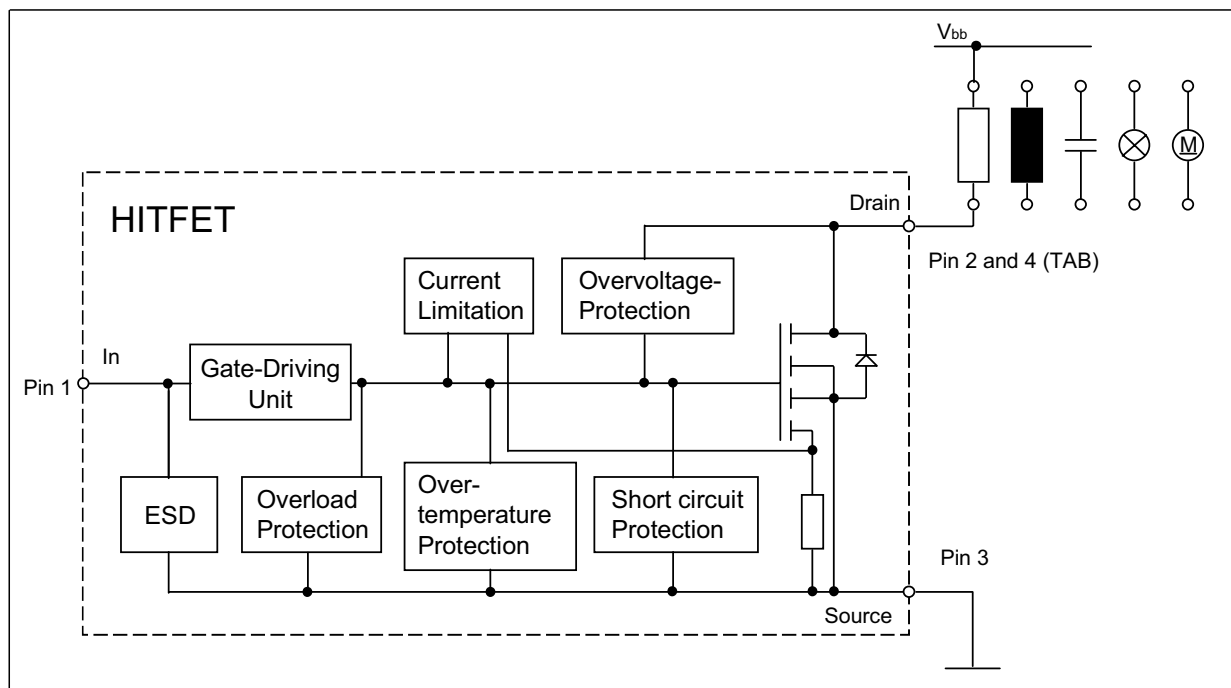 Vbb
M
HITFET
Drain
Pin 2 and 4 (TAB)
Current
Limitation
Overvoltage-
Protection
In
Pin 1
Gate-Driving
Unit
ESD
Overload
Protection
Over-
temperature
Protection
Short circuit
Protection
Pin 3
Source